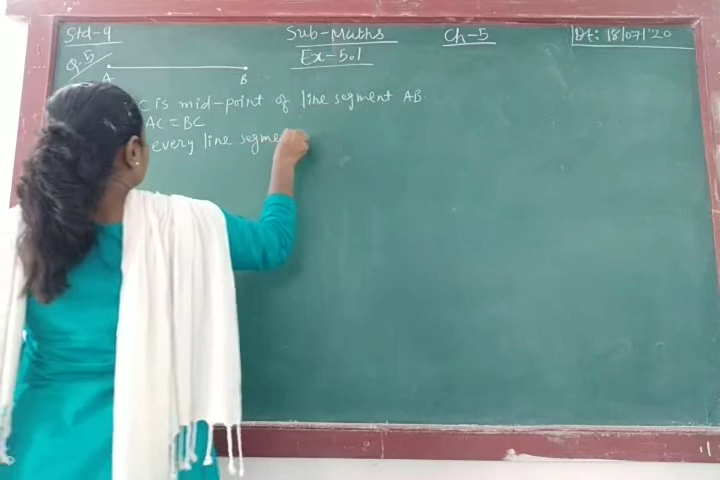 Std-9
Sub-Maths
Ch-5
Dt: 18/07/'20
Ex-5.1
Q.5
A B
C is mid-point of line segment AB.
AC = BC
every line segme